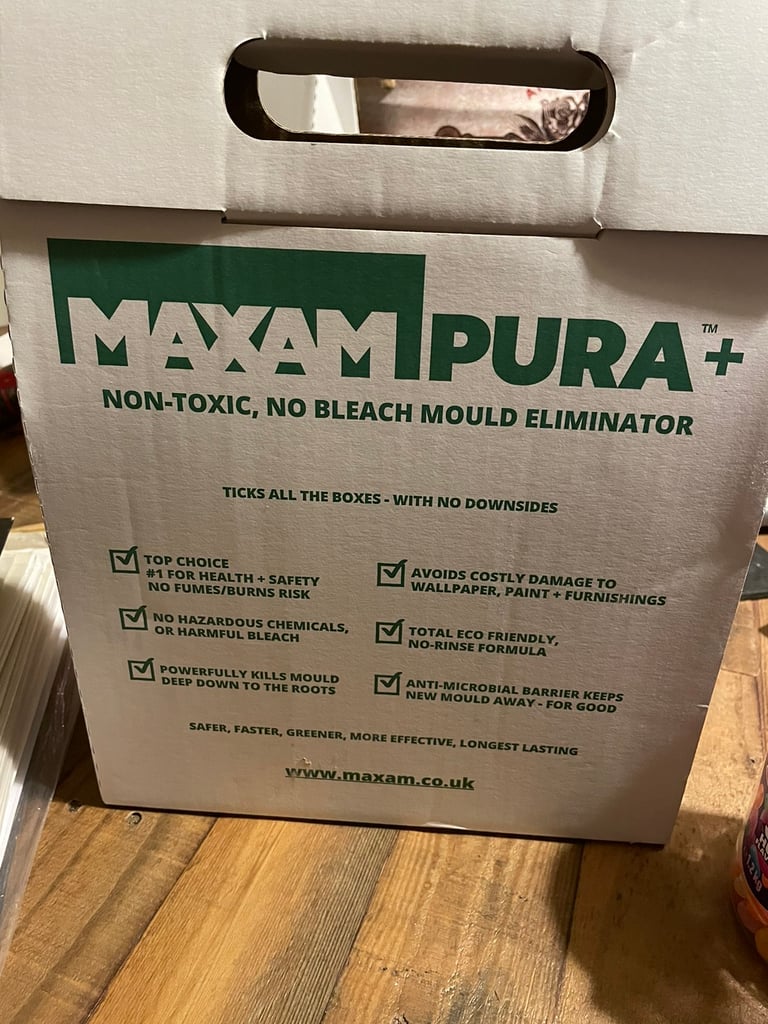 MAXAM PURA+™
NON-TOXIC, NO BLEACH MOULD ELIMINATOR
TICKS ALL THE BOXES - WITH NO DOWNSIDES
TOP CHOICE
#1 FOR HEALTH + SAFETY
NO FUMES/BURNS RISK
NO HAZARDOUS CHEMICALS,
OR HARMFUL BLEACH
POWERFULLY KILLS MOULD
DEEP DOWN TO THE ROOTS
AVOIDS COSTLY DAMAGE TO
WALLPAPER, PAINT + FURNISHINGS
TOTAL ECO FRIENDLY,
NO-RINSE FORMULA
ANTI-MICROBIAL BARRIER KEEPS
NEW MOULD AWAY - FOR GOOD
SAFER, FASTER, GREENER, MORE EFFECTIVE, LONGEST LASTING
www.maxam.co.uk